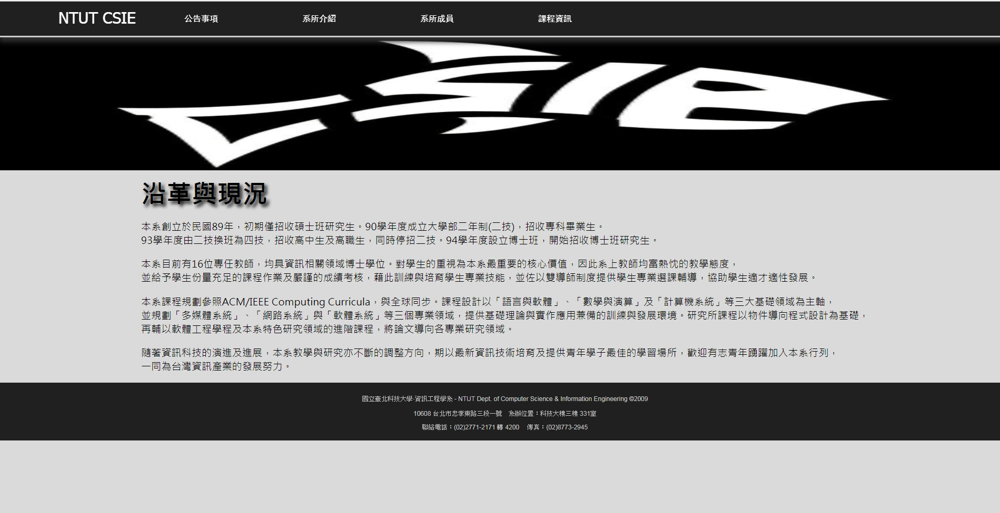 NTUT CSIE
公告事項
系所介紹
系所成員
課程資訊
csie
沿革與現況
本系創立於民國89年，初期僅招收碩士班研究生。90學年度成立大學部二年制(二技)，招收專科畢業生。
93學年度由二技換班為四技，招收高中生及高職生，同時停招二技。94學年度設立博士班，開始招收博士班研究生。
本系目前有16位專任教師，均具資訊相關領域博士學位。對學生的重視為本系最重要的核心價值，因此系上教師均富熱忱的教學態度，
並給予學生份量充足的課程作業及嚴謹的成績考核，藉此訓練與培育學生專業技能，並佐以雙導師制度提供學生專業選課輔導，協助學生適才適性發展。
本系課程規劃參照ACM/IEEE Computing Curricula，與全球同步。課程設計以「語言與軟體」、「數學與演算」及「計算機系統」等三大基礎領域為主軸，
並規劃「多媒體系統」、「網路系統」與「軟體系統」等三個專業領域，提供基礎理論與實作應用兼備的訓練與發展環境。研究所課程以物件導向程式設計為基礎，
再輔以軟體工程學程及本系特色研究領域的進階課程，將論文導向各專業研究領域。
隨著資訊科技的演進及進展，本系教學與研究亦不斷的調整方向，期以最新資訊技術培育及提供青年學子最佳的學習場所，歡迎有志青年踴躍加入本系行列，
一同為台灣資訊產業的發展努力。
國立臺北科技大學‧資訊工程學系 - NTUT Dept. of Computer Science & Information Engineering ©2009
10608 台北市忠孝東路三段一號　系辦位置：科技大樓三樓 331室
聯絡電話：(02)2771-2171 轉 4200　傳真：(02)8773-2945